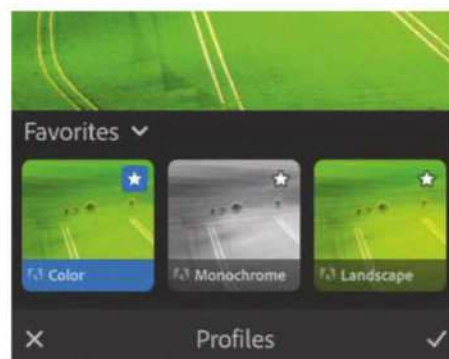 Favorites
Color
Monochrome
Landscape
Profiles